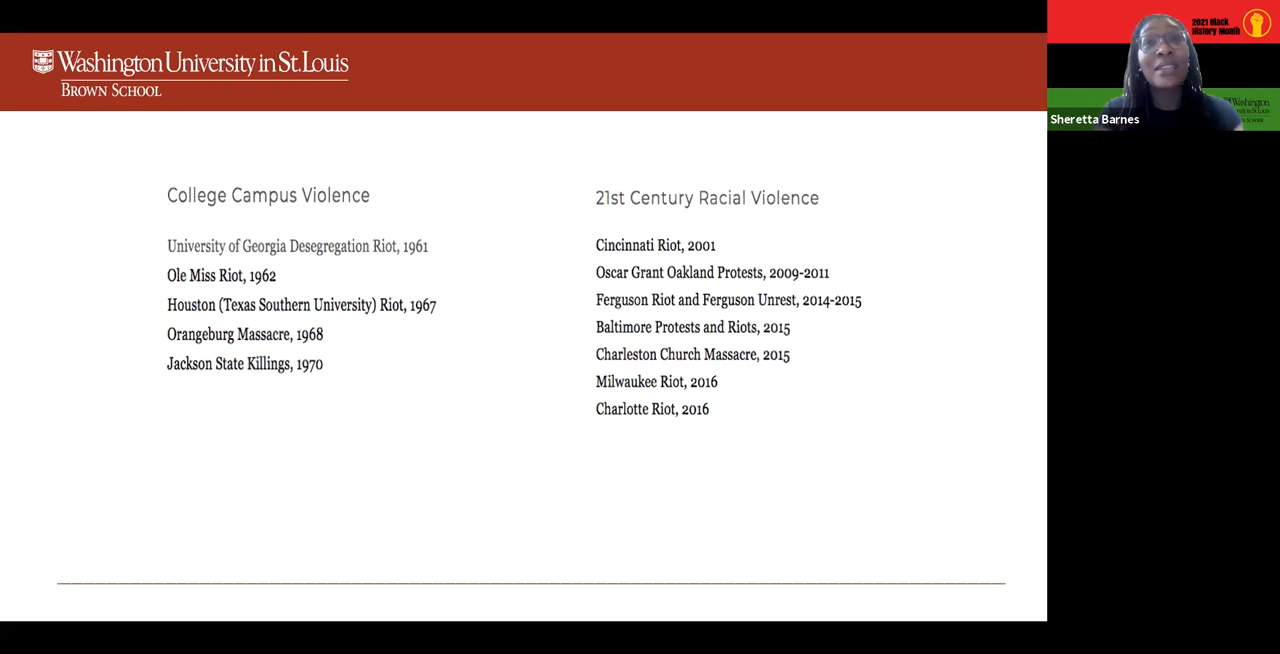 Washington University in St. Louis
Brown School
College Campus Violence
University of Georgia Desegregation Riot, 1961
Ole Miss Riot, 1962
Houston (Texas Southern University) Riot, 1967
Orangeburg Massacre, 1968
Jackson State Killings, 1970
21st Century Racial Violence
Cincinnati Riot, 2001
Oscar Grant Oakland Protests, 2009-2011
Ferguson Riot and Ferguson Unrest, 2014-2015
Baltimore Protests and Riots, 2015
Charleston Church Massacre, 2015
Milwaukee Riot, 2016
Charlotte Riot, 2016
2021 Black
History Month
Washington
Sheretta Barnes